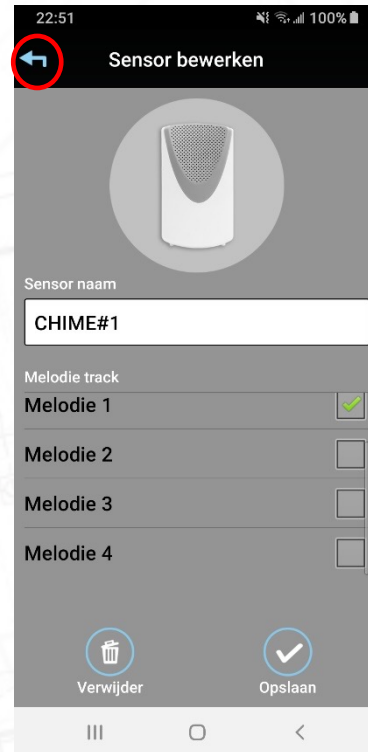 22:51 100%
Sensor bewerken
Sensor naam
CHIME#1
Melodie track
Melodie 1
Melodie 2
Melodie 3
Melodie 4
Verwijder Opslaan